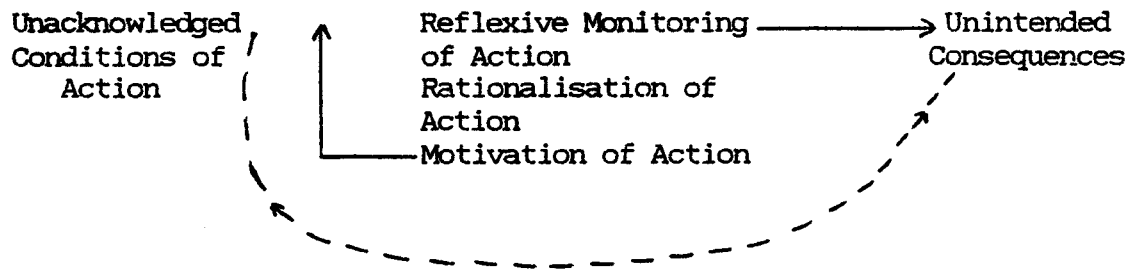 Unacknowledged
Conditions of
Action
Reflexive Monitoring
of Action
Rationalisation of
Action
Motivation of Action
Unintended
Consequences